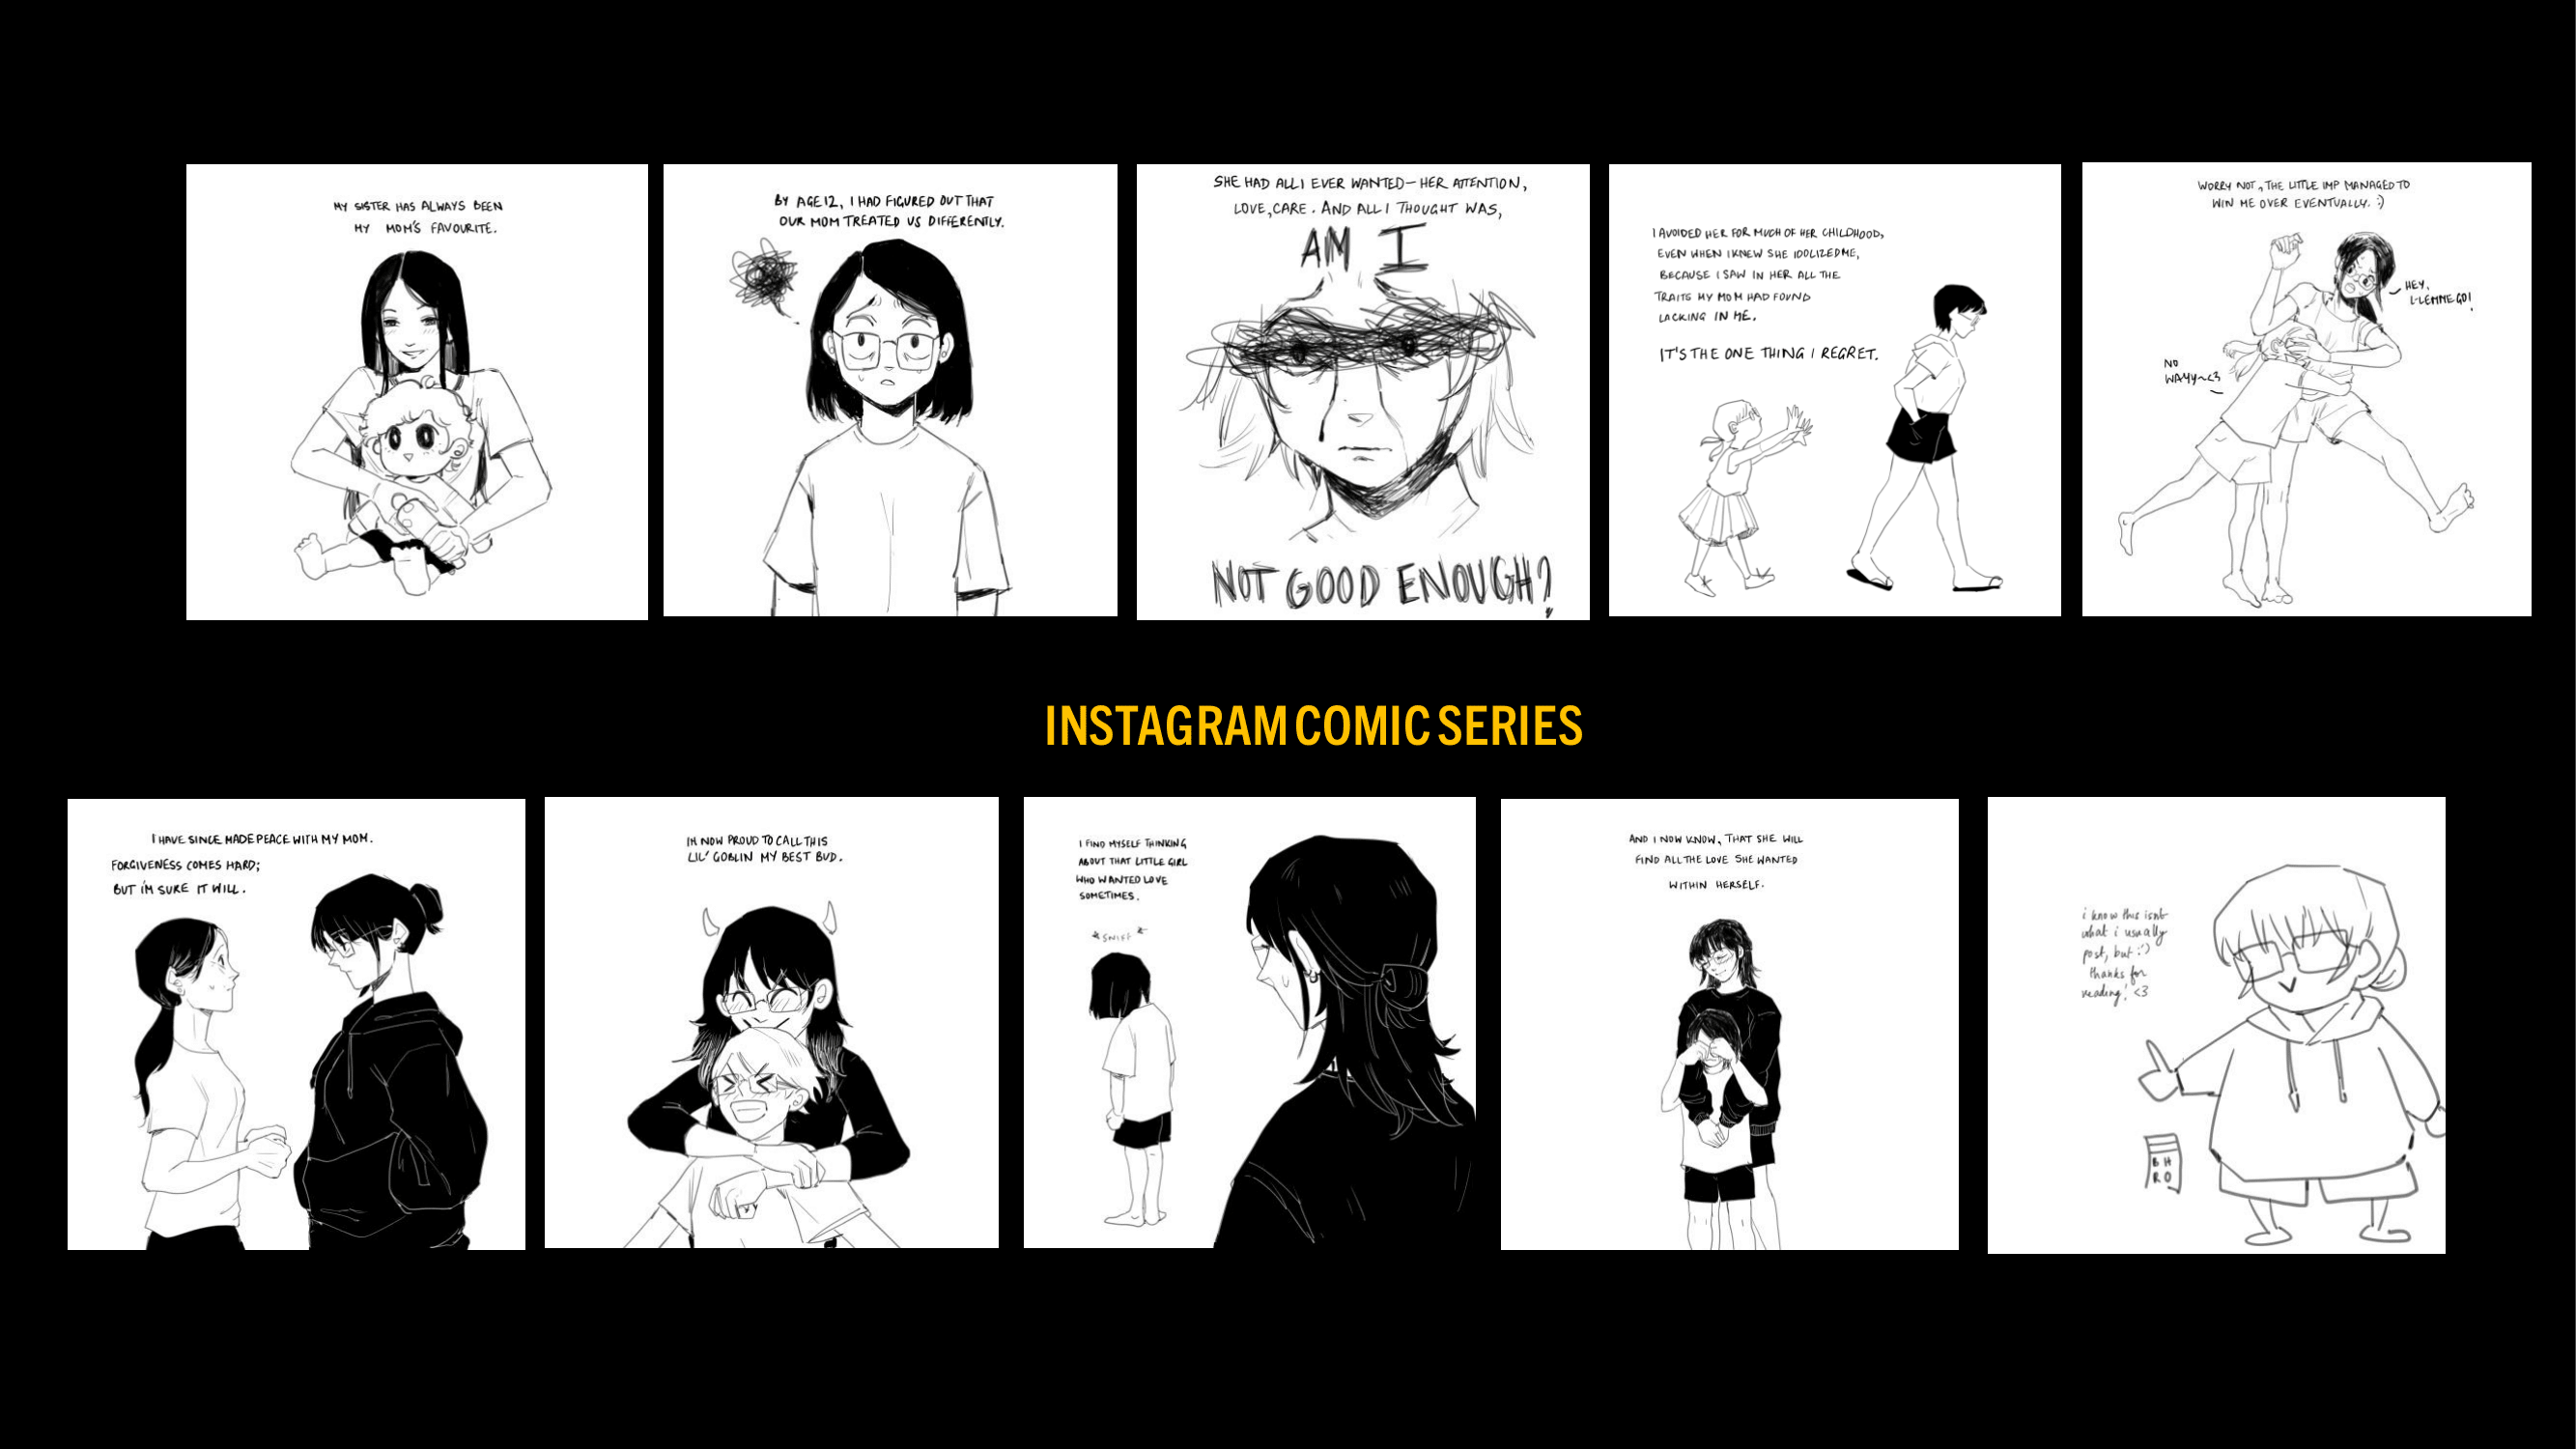 MY SISTER HAS ALWAYS BEEN
MY MOM'S FAVOURITE.
BY AGE 12, I HAD FIGURED OUT THAT
OUR MOM TREATED US DIFFERENTLY.
SHE HAD ALL I EVER WANTED - HER ATTENTION,
LOVE, CARE. AND ALL I THOUGHT WAS,
AM I
NOT GOOD ENOUGH?
I AVOIDED HER FOR MUCH OF HER CHILDHOOD,
EVEN WHEN I KNEW SHE IDOLIZED ME,
BECAUSE I SAW IN HER ALL THE
TRAITS MY MOM HAD FOUND
LACKING IN ME.
IT'S THE ONE THING I REGRET.
WORRY NOT, THE LITTLE IMP MANAGED TO
WIN ME OVER EVENTUALLY. :)
HEY,
L-LEMME GO!
NO
WAYY~<3
INSTAGRAM COMIC SERIES
I HAVE SINCE MADE PEACE WITH MY MOM.
FORGIVENESS COMES HARD;
BUT I'M SURE IT WILL.
IM NOW PROUD TO CALL THIS
LIL' GOBLIN MY BEST BUD.
I FIND MYSELF THINKING
ABOUT THAT LITTLE GIRL
WHO WANTED LOVE
SOMETIMES.
*SNIFF*
AND I NOW KNOW, THAT SHE WILL
FIND ALL THE LOVE SHE WANTED
WITHIN HERSELF.
i know this isnt
what i usually
post, but :')
thanks for
reading! <3
BH
RO